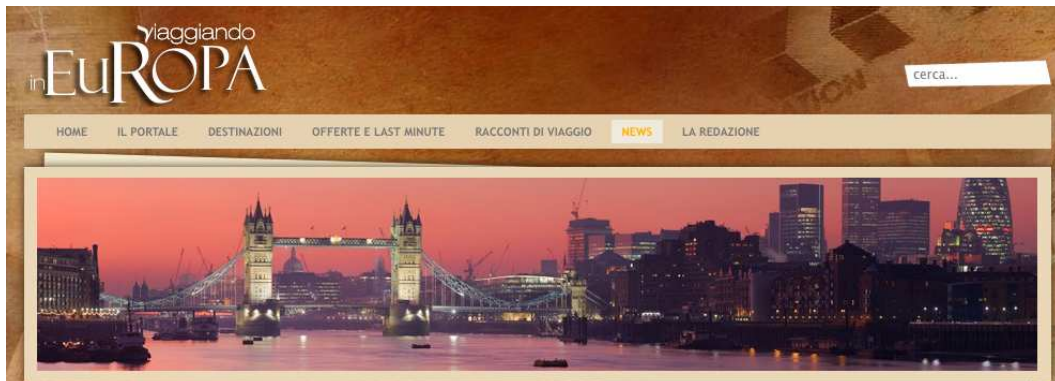 viaggiando
in EuROPA
cerca...
HOME IL PORTALE DESTINAZIONI OFFERTE E LAST MINUTE RACCONTI DI VIAGGIO NEWS LA REDAZIONE